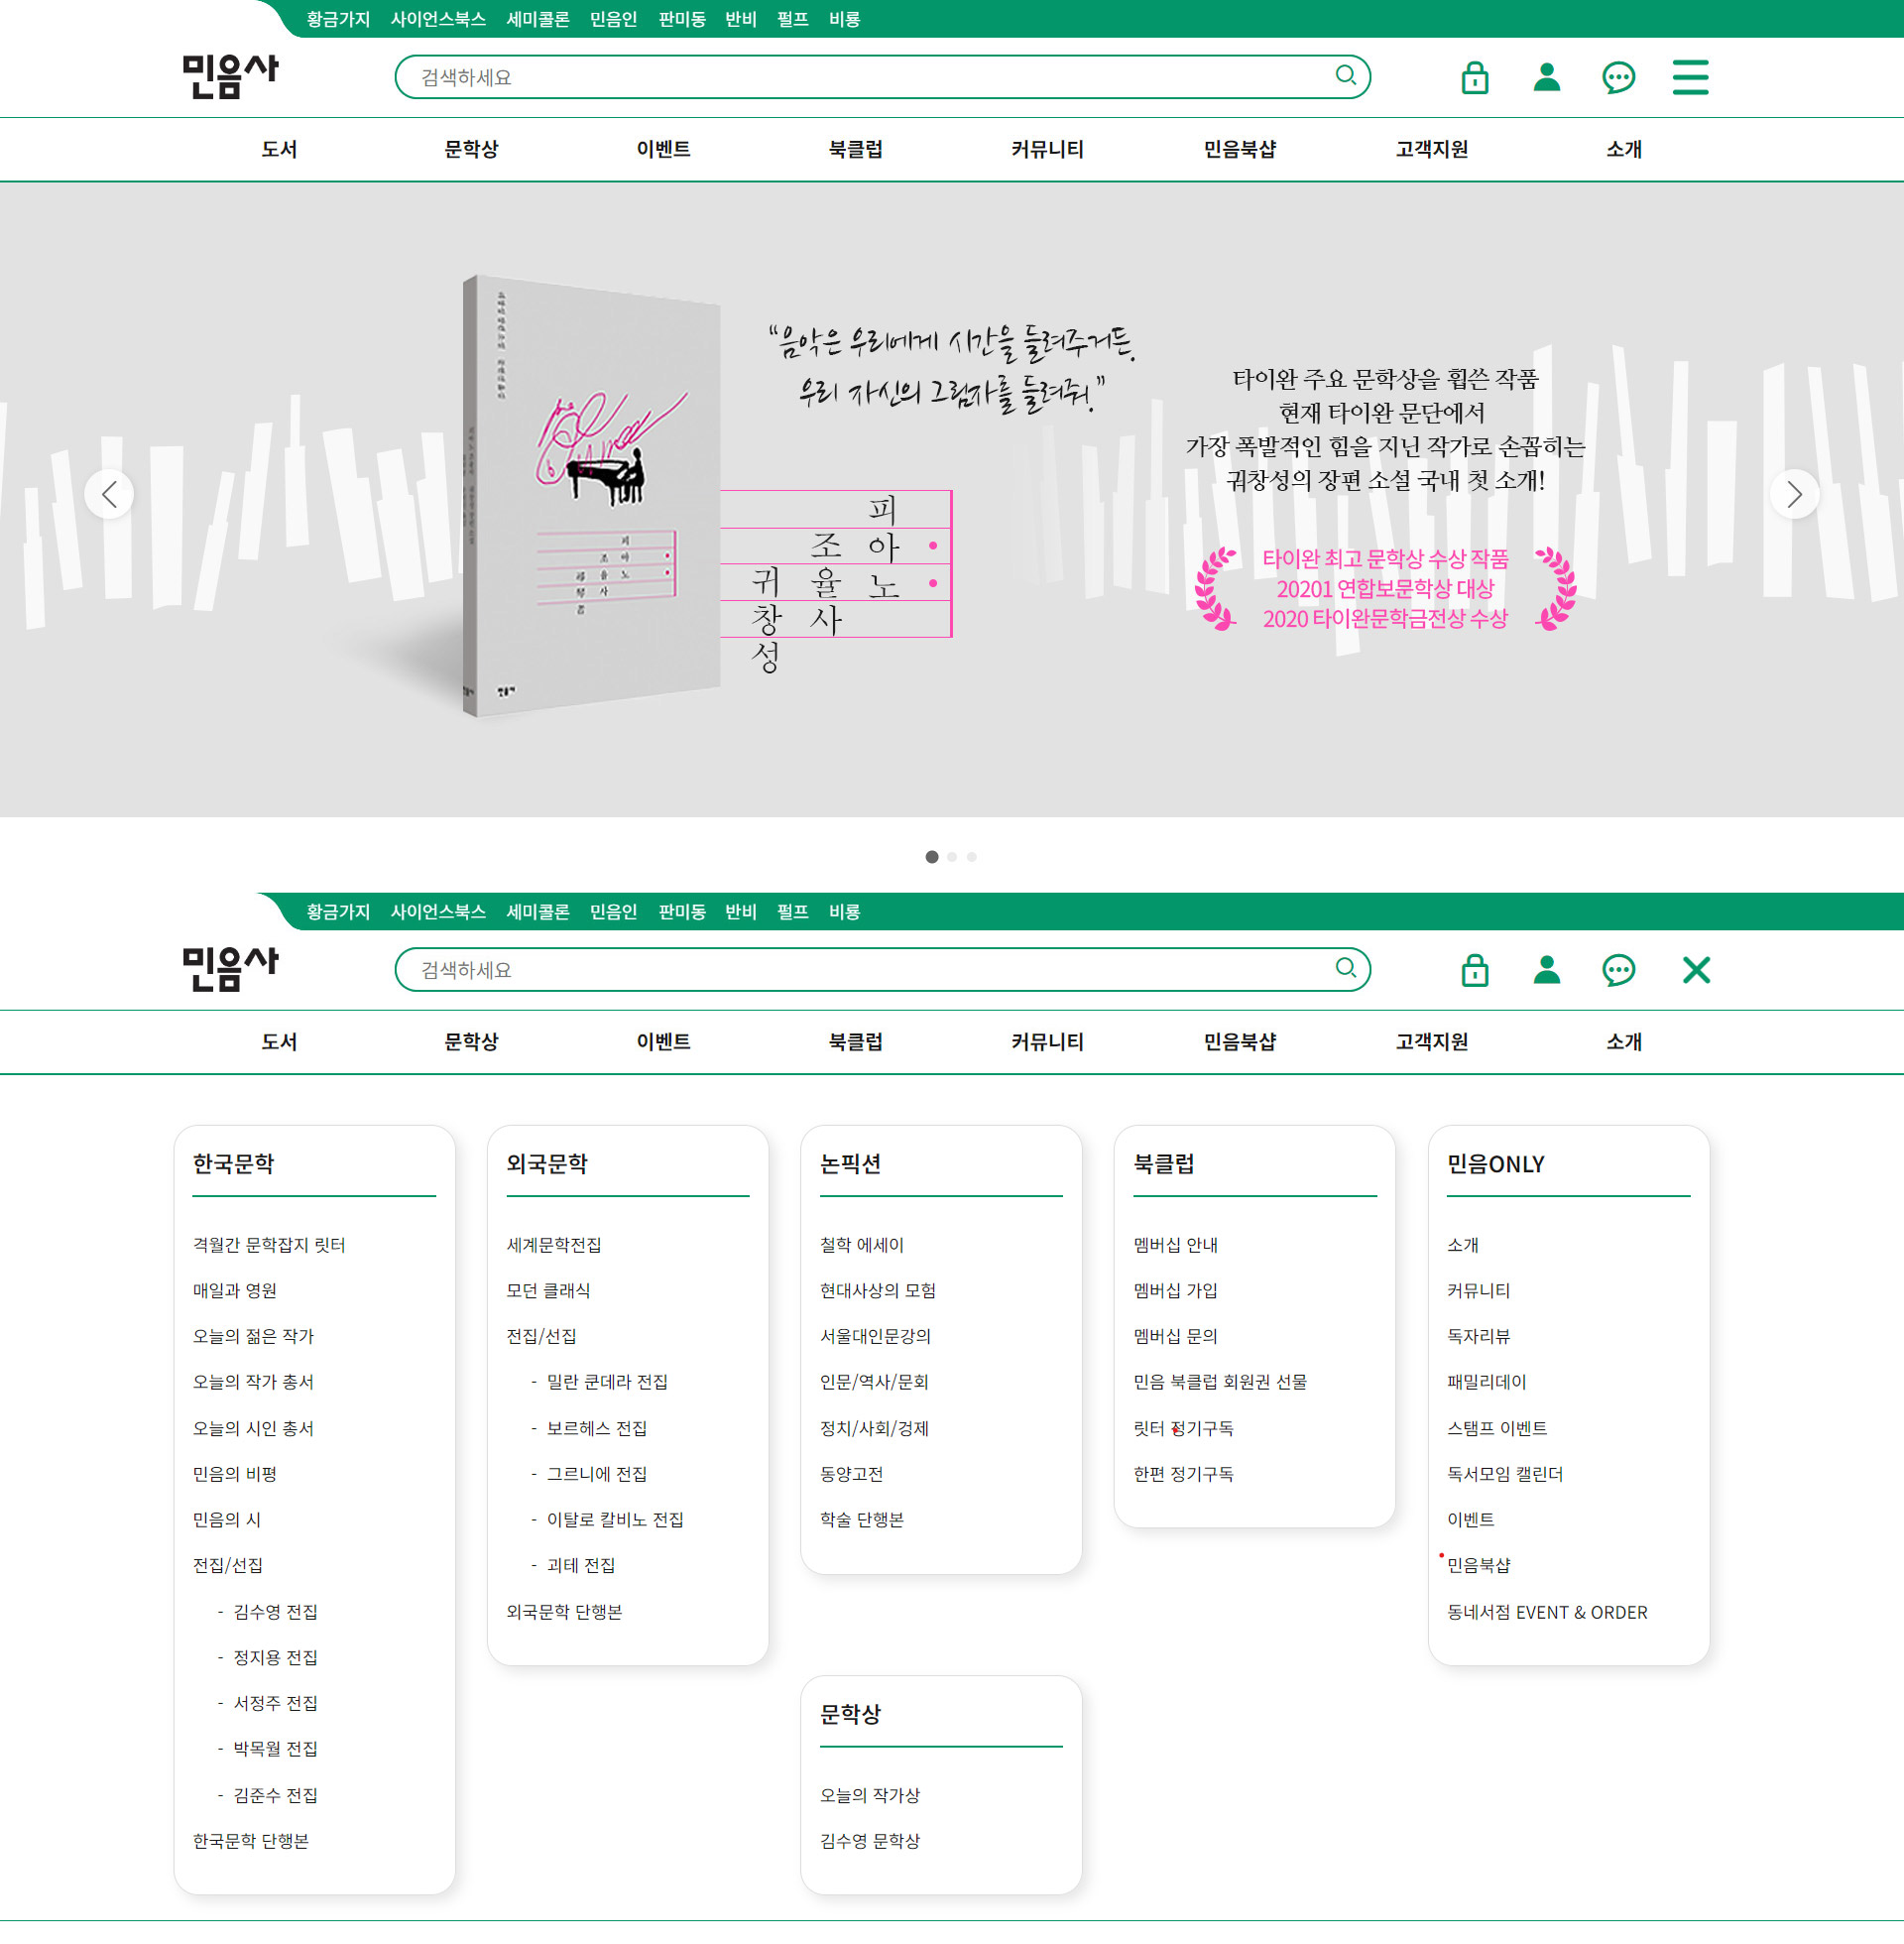 황금가지 사이언스북스 세미콜론 민음인 판미동 반비 펄프 비룡
민음사
검색하세요
도서 문학상 이벤트 북클럽 커뮤니티 민음북샵 고객지원 소개
“음악은 우리에게 시간을 들려주거든,
우리 자신의 그림자를 들려줘!”
피아노
조율사
궈창성
민음사
타이완 주요 문학상을 휩쓴 작품
현재 타이완 문단에서
가장 폭발적인 힘을 지닌 작가로 손꼽히는
궈창성의 장편 소설 국내 첫 소개!
타이완 최고 문학상 수상 작품
20201 연합보문학상 대상
2020 타이완문학금전상 수상
황금가지 사이언스북스 세미콜론 민음인 판미동 반비 펄프 비룡
민음사
검색하세요
도서 문학상 이벤트 북클럽 커뮤니티 민음북샵 고객지원 소개
한국문학
격월간 문학잡지 릿터
매일과 영원
오늘의 젊은 작가
오늘의 작가 총서
오늘의 시인 총서
민음의 비평
민음의 시
전집/선집
- 김수영 전집
- 정지용 전집
- 서정주 전집
- 박목월 전집
- 김준수 전집
한국문학 단행본
외국문학
세계문학전집
모던 클래식
전집/선집
- 밀란 쿤데라 전집
- 보르헤스 전집
- 그르니에 전집
- 이탈로 칼비노 전집
- 괴테 전집
외국문학 단행본
논픽션
철학 에세이
현대사상의 모험
서울대인문강의
인문/역사/문회
정치/사회/경제
동양고전
학술 단행본
문학상
오늘의 작가상
김수영 문학상
북클럽
멤버십 안내
멤버십 가입
멤버십 문의
민음 북클럽 회원권 선물
릿터 정기구독
한편 정기구독
민음ONLY
소개
커뮤니티
독자리뷰
패밀리데이
스탬프 이벤트
독서모임 캘린더
이벤트
민음북샵
동네서점 EVENT & ORDER